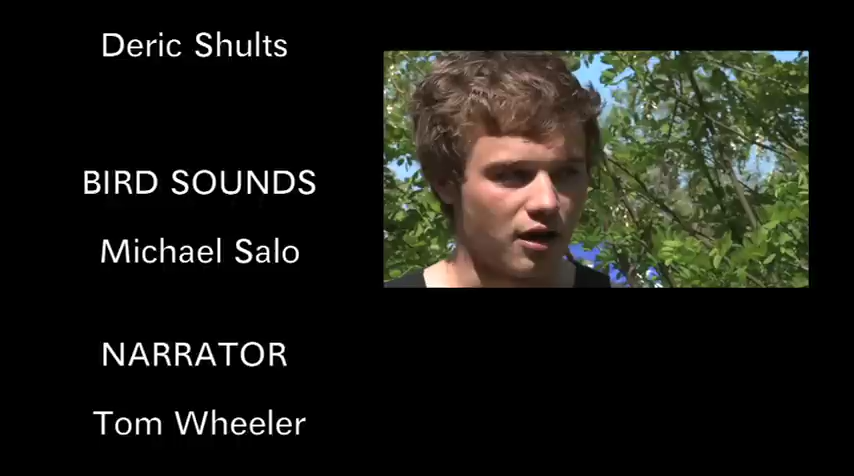 Deric Shults
BIRD SOUNDS
Michael Salo
NARRATOR
Tom Wheeler